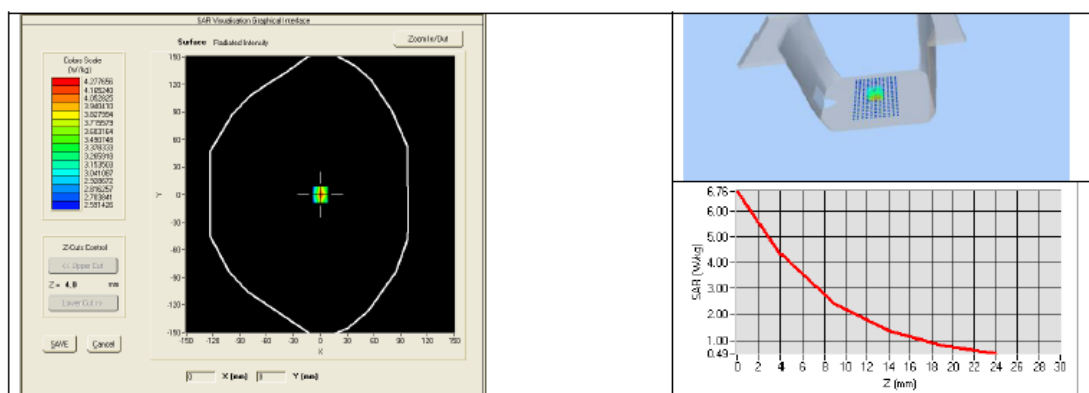 SAR Visualisation Graphical Interface
Surface Radiated Intensity
Zoom In/Out
Colors Scale
(W/kg)
4.277656
4.165240
4.052825
3.940410
3.827994
3.715579
3.603164
3.490748
3.378333
3.265918
3.153503
3.041087
2.928672
2.816257
2.703841
2.591426
Z-Cuts Control
<< Upper Cut
Z = 4.0 mm
Lower Cut >>
SAVE Cancel
150
120
90
60
30
0
-30
-60
-90
-120
-150
Y
-150 -120 -90 -60 -30 0 30 60 90 120 150
X
0 X (mm) 0 Y (mm)
6.76
6.00
5.00
4.00
3.00
2.00
1.00
0.49
SAR (W/kg)
0 2 4 6 8 10 12 14 16 18 20 22 24 26 28 30
Z (mm)